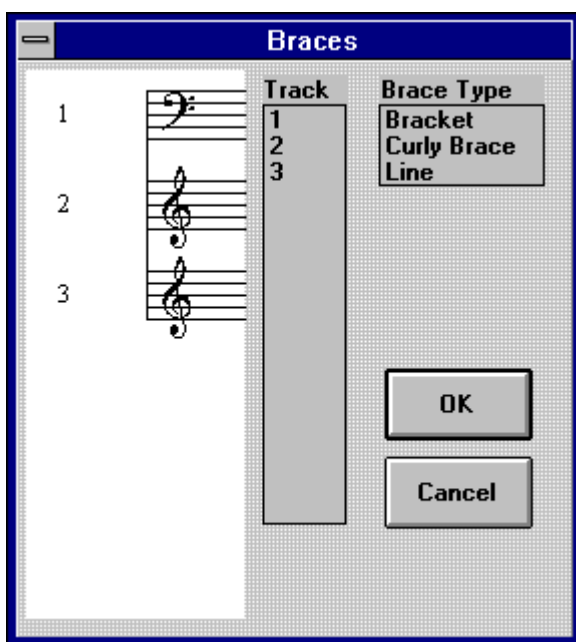 Braces
1
2
3
Track
1
2
3
Brace Type
Bracket
Curly Brace
Line
OK
Cancel